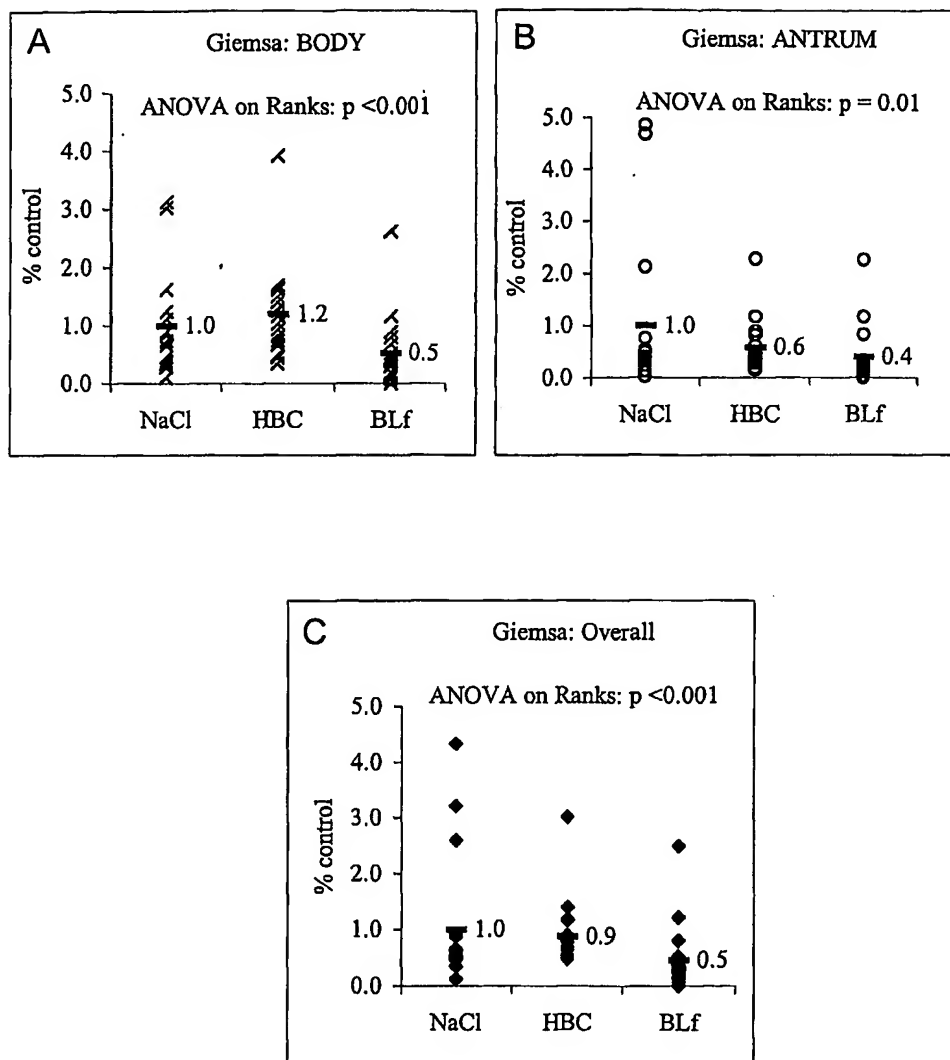 A
Giemsa: BODY
ANOVA on Ranks: p <0.001
% control
5.0
4.0
3.0
2.0
1.0
0.0
1.0
1.2
0.5
NaCl HBC BLf
B
Giemsa: ANTRUM
ANOVA on Ranks: p = 0.01
% control
5.0
4.0
3.0
2.0
1.0
0.0
1.0
0.6
0.4
NaCl HBC BLf
C
Giemsa: Overall
ANOVA on Ranks: p <0.001
% control
5.0
4.0
3.0
2.0
1.0
0.0
1.0
0.9
0.5
NaCl HBC BLf